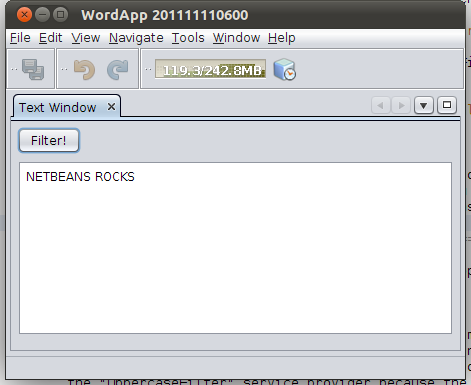 WordApp 201111110600
File Edit View Navigate Tools Window Help
119.3/242.8MB
Text Window
Filter!
NETBEANS ROCKS
the "UppercaseFilter" service provider because the